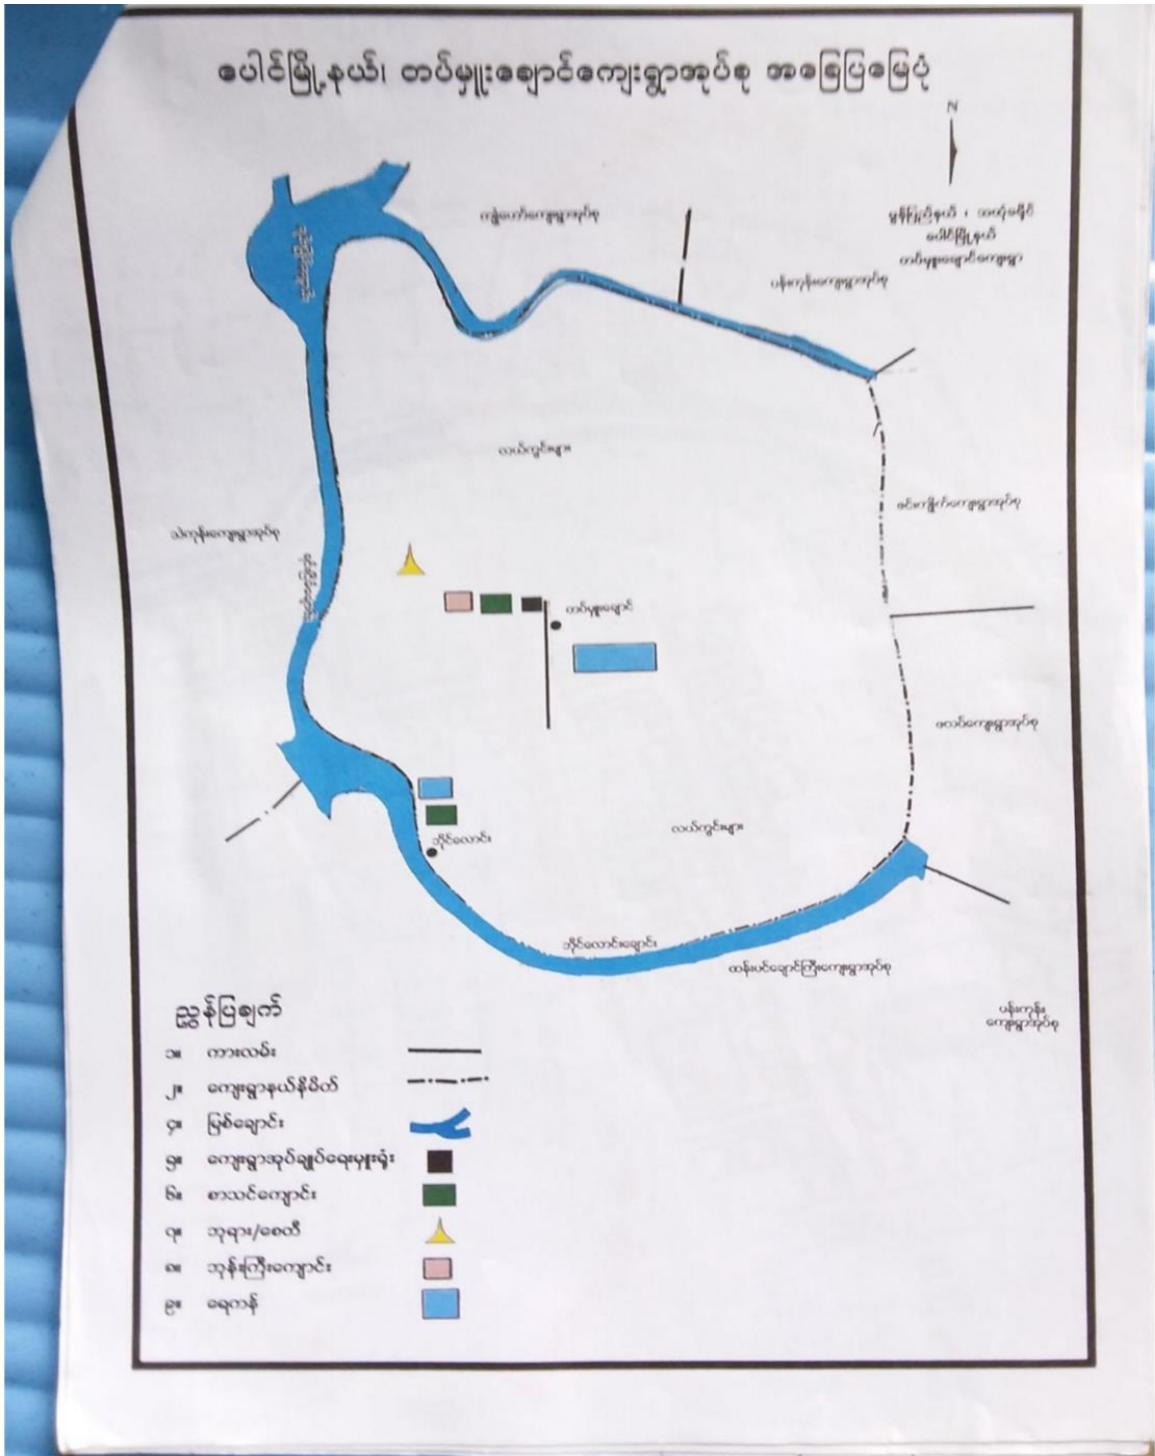 ပေါင်မြို့နယ်၊ တပ်မှူးချောင်ကျေးရွာအုပ်စု အခြေပြမြေပုံ
N
မွန်ပြည်နယ် ၊ သထုံခရိုင်
ပေါင်မြို့နယ်
တပ်မှူးချောင်ကျေးရွာ
ကျွဲတော်ကျေးရွာအုပ်စု
ပန်းကုန်းကျေးရွာအုပ်စု
လယ်ကွင်းများ
ဇင်းကျိုက်ကျေးရွာအုပ်စု
သဲကုန်းကျေးရွာအုပ်စု
တပ်မှူးချောင်
ဇလပ်ကျေးရွာအုပ်စု
လယ်ကွင်းများ
ဘိုင်လောင်း
ဘိုင်လောင်းချောင်း
ထန်းပင်ချောင်ကြီးကျေးရွာအုပ်စု
ပန်းကုန်း
ကျေးရွာအုပ်စု
ညွှန်ပြချက်
၁။ ကားလမ်း
၂။ ကျေးရွာနယ်နိမိတ်
၄။ မြစ်ချောင်း
၅။ ကျေးရွာအုပ်ချုပ်ရေးမှူးရုံး
၆။ စာသင်ကျောင်း
၇။ ဘုရား/စေတီ
၈။ ဘုန်းကြီးကျောင်း
၉။ ရေကန်